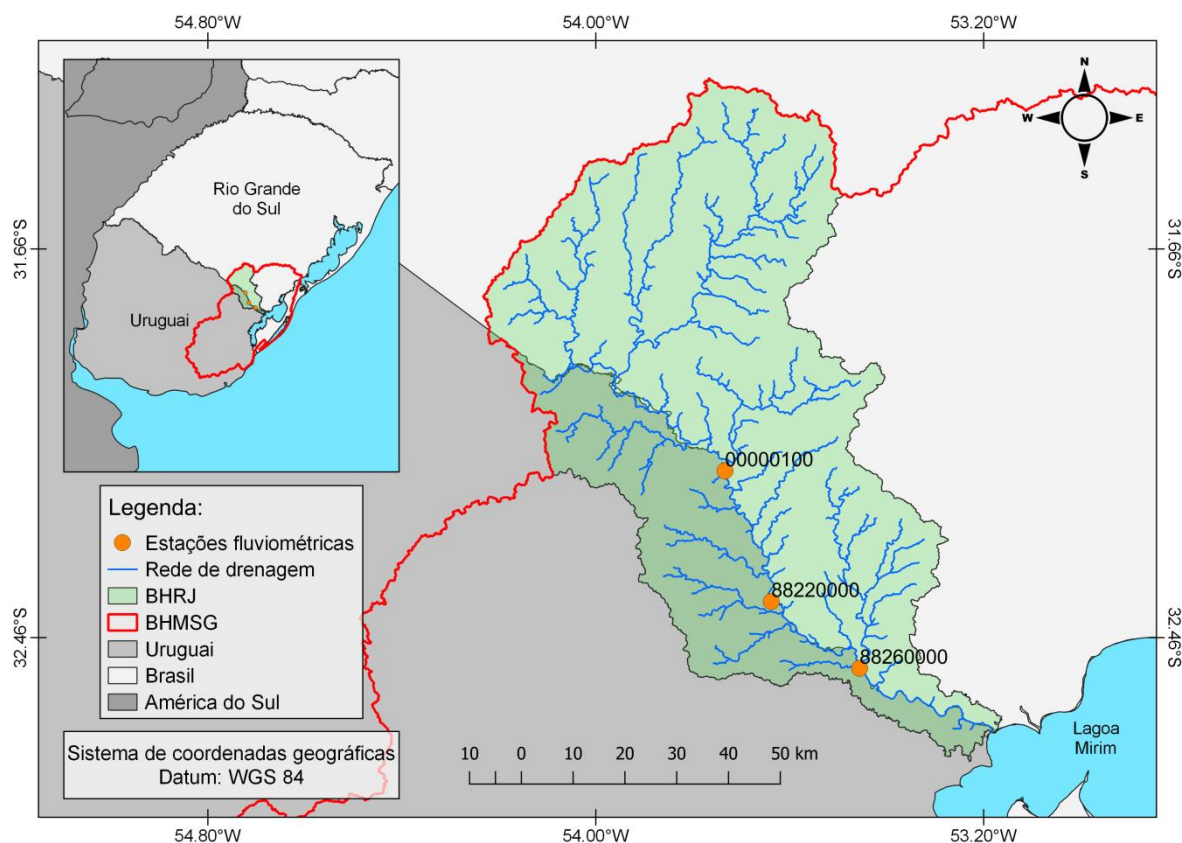 54.80°W
54.00°W
53.20°W
N
W
E
S
Rio Grande
do Sul
Uruguai
31.66°S
31.66°S
00000100
88220000
88260000
32.46°S
32.46°S
Legenda:
Estações fluviométricas
Rede de drenagem
BHRJ
BHMSG
Uruguai
Brasil
América do Sul
Sistema de coordenadas geográficas
Datum: WGS 84
10 0 10 20 30 40 50 km
Lagoa
Mirim
54.80°W
54.00°W
53.20°W